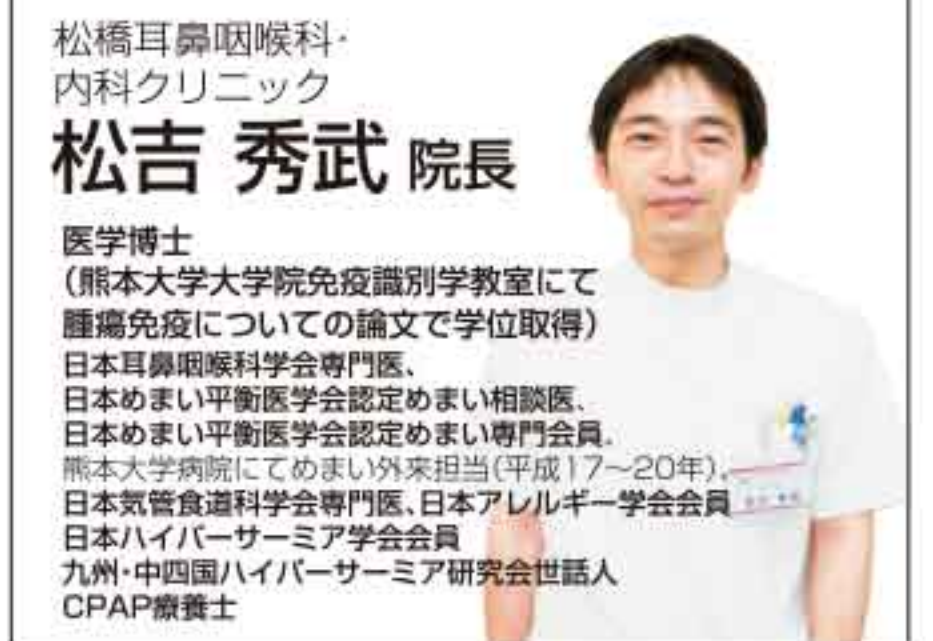 松橋耳鼻咽喉科・
内科クリニック
松吉 秀武 院長
医学博士
(熊本大学大学院免疫識別学教室にて
腫瘍免疫についての論文で学位取得)
日本耳鼻咽喉科学会専門医、
日本めまい平衡医学会認定めまい相談医、
日本めまい平衡医学会認定めまい専門会員、
熊本大学病院にてめまい外来担当(平成17〜20年)、
日本気管食道科学会専門医、日本アレルギー学会会員
日本ハイパーサーミア学会会員
九州・中四国ハイパーサーミア研究会世話人
CPAP療養士